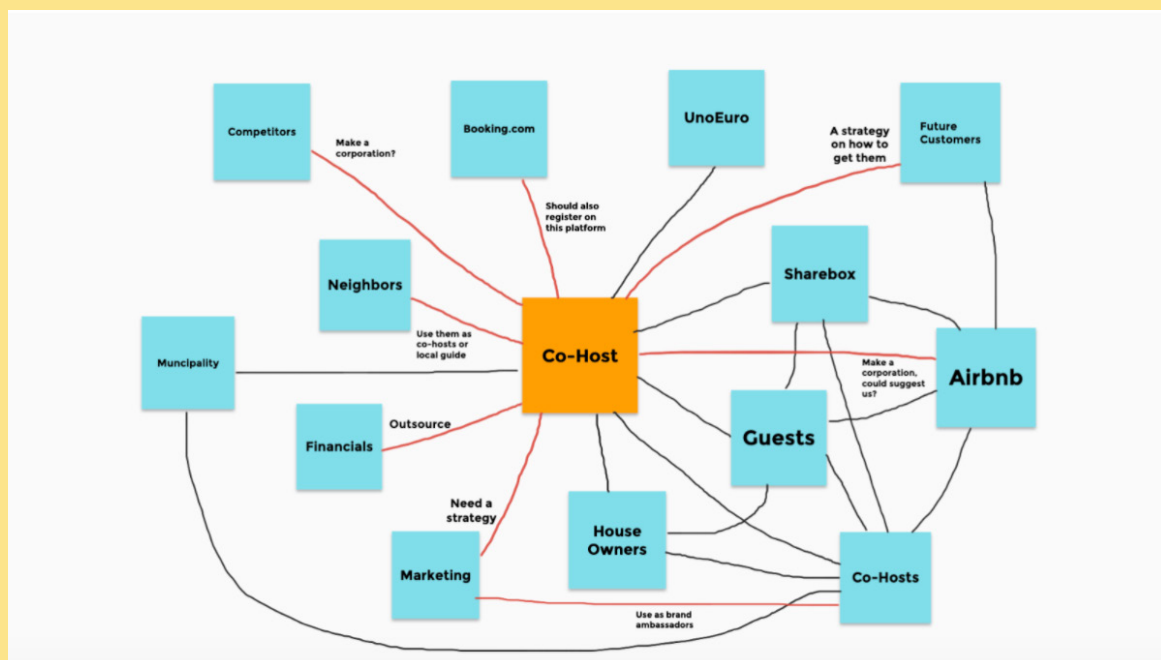 Competitors
Make a
corporation?
Booking.com
UnoEuro
A strategy
on how to
get them
Future
Customers
Should also
register on
this platform
Neighbors
Sharebox
Use them as
co-hosts or
local guide
Co-Host
Muncipality
Make a
corporation,
could suggest
us?
Airbnb
Outsource
Financials
Guests
Need a
strategy
House
Owners
Marketing
Co-Hosts
Use as brand
ambassadors